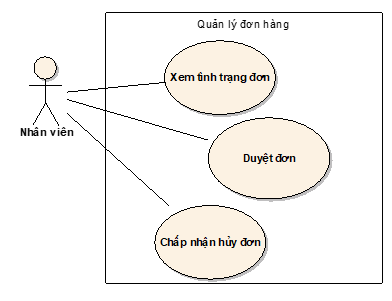 Quản lý đơn hàng
Xem tình trạng đơn
Nhân viên
Duyệt đơn
Chấp nhận hủy đơn